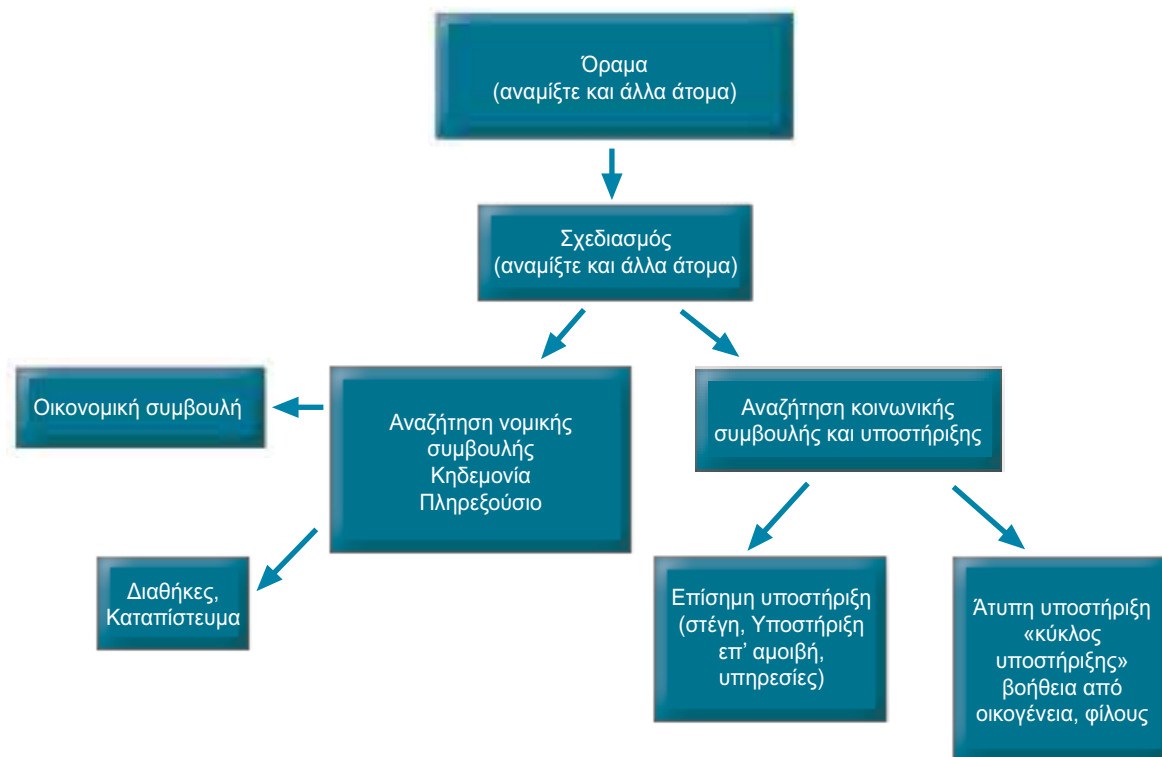 Όραμα
(αναμίξτε και άλλα άτομα)
Σχεδιασμός
(αναμίξτε και άλλα άτομα)
Οικονομική συμβουλή
Αναζήτηση νομικής
συμβουλής
Κηδεμονία
Πληρεξούσιο
Αναζήτηση κοινωνικής
συμβουλής και υποστήριξης
Διαθήκες,
Καταπίστευμα
Επίσημη υποστήριξη
(στέγη, Υποστήριξη
επ’ αμοιβή,
υπηρεσίες)
Άτυπη υποστήριξη
«κύκλος
υποστήριξης»
βοήθεια από
οικογένεια, φίλους